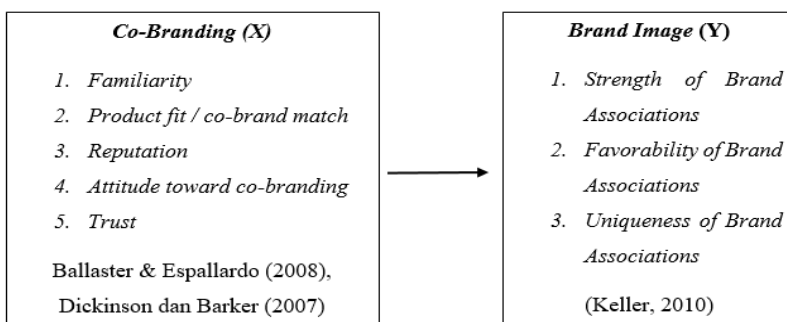 Co-Branding (X)
1. Familiarity
2. Product fit / co-brand match
3. Reputation
4. Attitude toward co-branding
5. Trust
Ballaster & Espallardo (2008),
Dickinson dan Barker (2007)
Brand Image (Y)
1. Strength of Brand
Associations
2. Favorability of Brand
Associations
3. Uniqueness of Brand
Associations
(Keller, 2010)